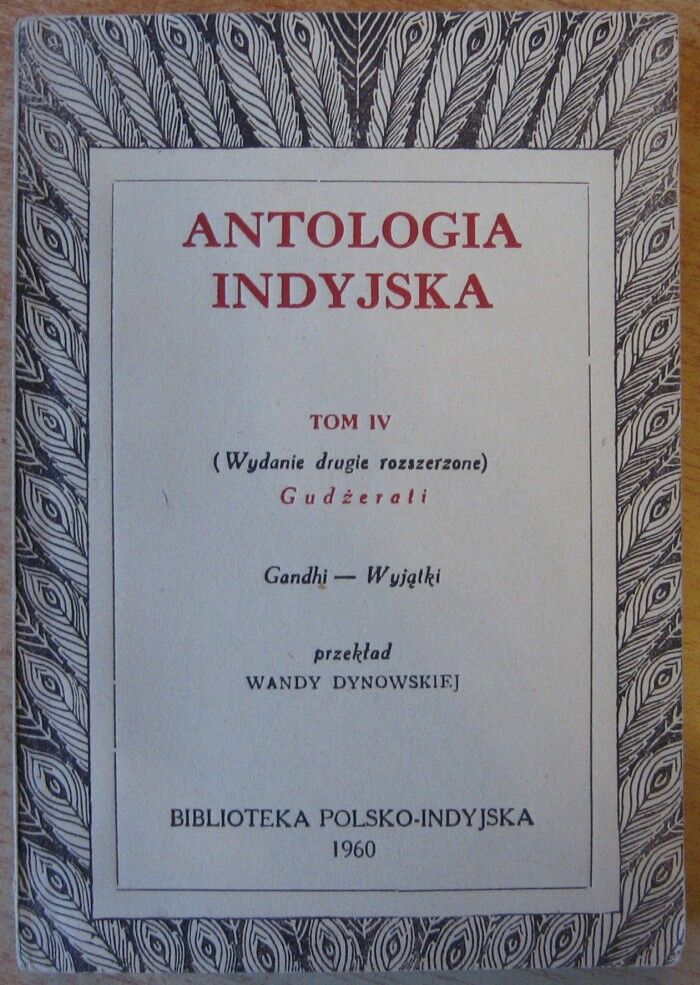 ANTOLOGIA
INDYJSKA
TOM IV
(Wydanie drugie rozszerzone)
Gudżerati
Gandhi — Wyjątki
przekład
WANDY DYNOWSKIEJ
BIBLIOTEKA POLSKO-INDYJSKA
1960